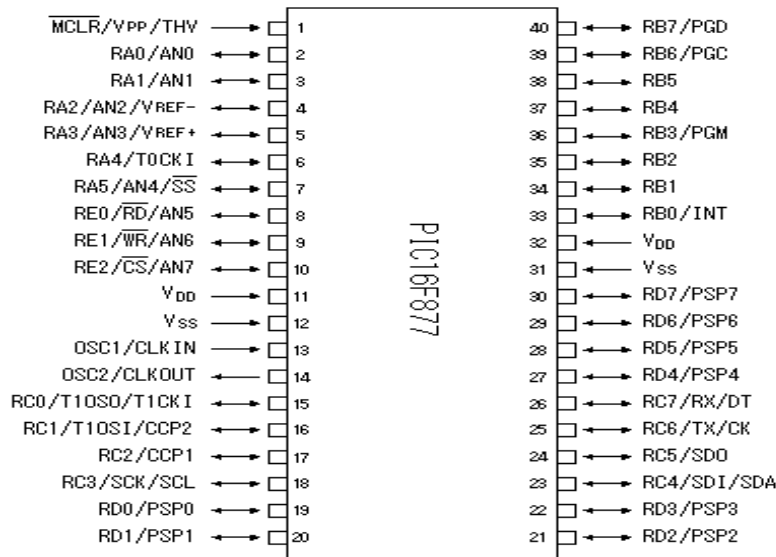 MCLR/VPP/THV 1
RA0/AN0 2
RA1/AN1 3
RA2/AN2/VREF- 4
RA3/AN3/VREF+ 5
RA4/T0CKI 6
RA5/AN4/SS 7
RE0/RD/AN5 8
RE1/WR/AN6 9
RE2/CS/AN7 10
VDD 11
VSS 12
OSC1/CLKIN 13
OSC2/CLKOUT 14
RC0/T1OSO/T1CKI 15
RC1/T1OSI/CCP2 16
RC2/CCP1 17
RC3/SCK/SCL 18
RD0/PSP0 19
RD1/PSP1 20
PIC16F877
40 RB7/PGD
39 RB6/PGC
38 RB5
37 RB4
36 RB3/PGM
35 RB2
34 RB1
33 RB0/INT
32 VDD
31 VSS
30 RD7/PSP7
29 RD6/PSP6
28 RD5/PSP5
27 RD4/PSP4
26 RC7/RX/DT
25 RC6/TX/CK
24 RC5/SDO
23 RC4/SDI/SDA
22 RD3/PSP3
21 RD2/PSP2